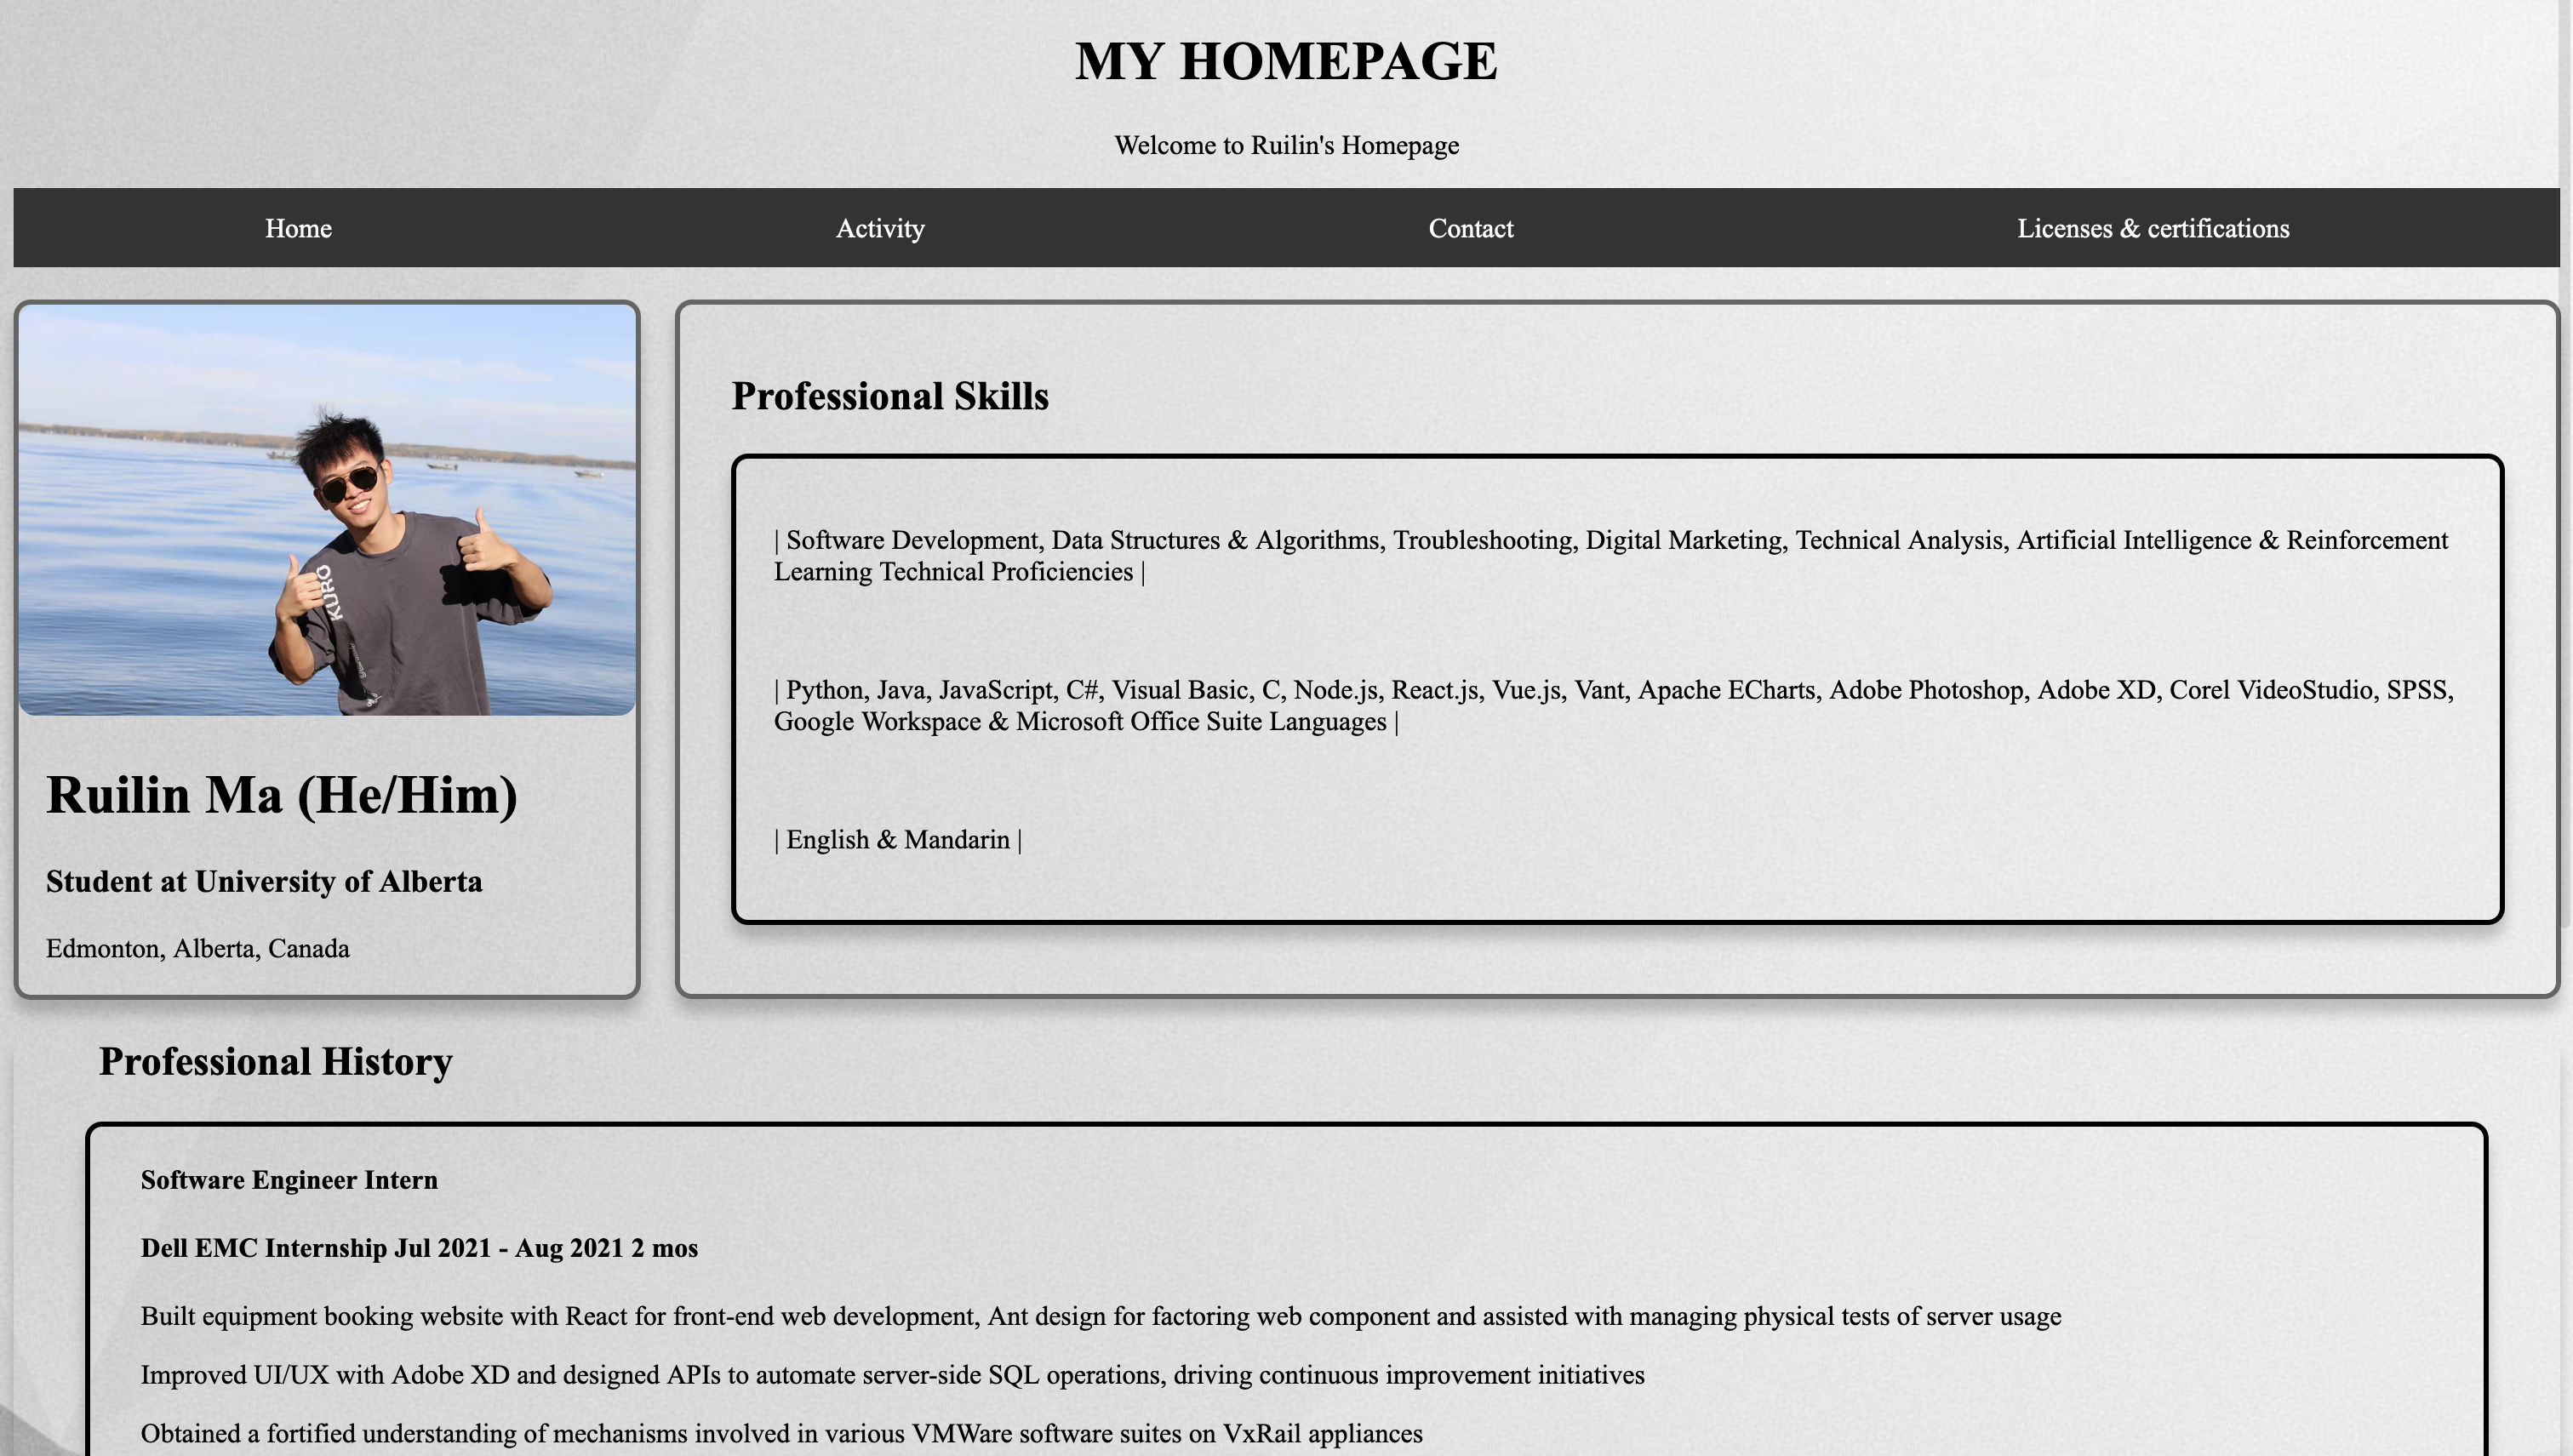 MY HOMEPAGE
Welcome to Ruilin's Homepage
Home Activity Contact Licenses & certifications
KURO
Ruilin Ma (He/Him)
Student at University of Alberta
Edmonton, Alberta, Canada
Professional Skills
| Software Development, Data Structures & Algorithms, Troubleshooting, Digital Marketing, Technical Analysis, Artificial Intelligence & Reinforcement
Learning Technical Proficiencies |
| Python, Java, JavaScript, C#, Visual Basic, C, Node.js, React.js, Vue.js, Vant, Apache ECharts, Adobe Photoshop, Adobe XD, Corel VideoStudio, SPSS,
Google Workspace & Microsoft Office Suite Languages |
| English & Mandarin |
Professional History
Software Engineer Intern
Dell EMC Internship Jul 2021 - Aug 2021 2 mos
Built equipment booking website with React for front-end web development, Ant design for factoring web component and assisted with managing physical tests of server usage
Improved UI/UX with Adobe XD and designed APIs to automate server-side SQL operations, driving continuous improvement initiatives
Obtained a fortified understanding of mechanisms involved in various VMWare software suites on VxRail appliances